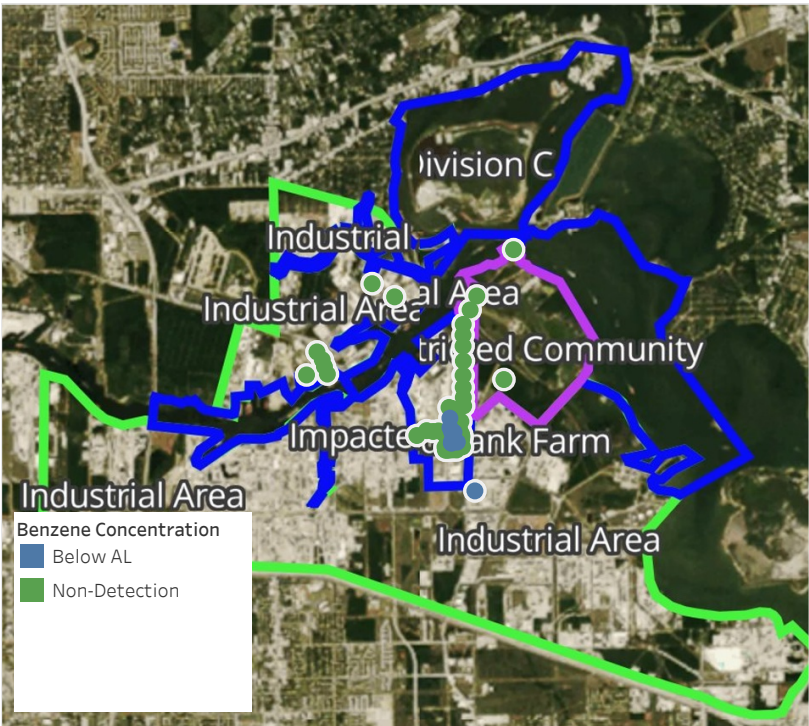 Division C
Industrial
Industrial Area
al Area
tricted Community
Impacted Tank Farm
Industrial Area
Industrial Area
Benzene Concentration
Below AL
Non-Detection